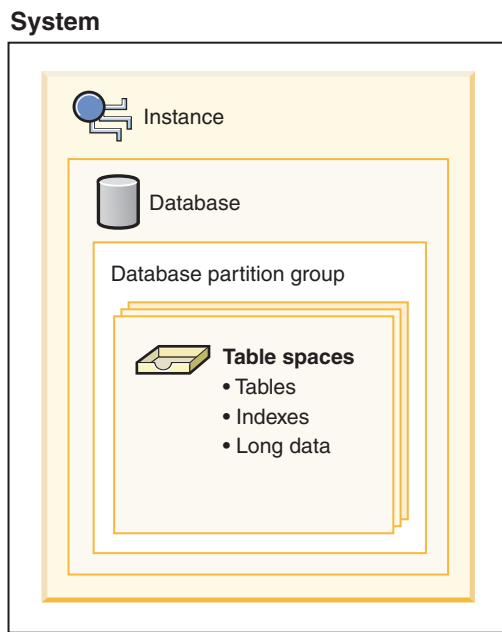 System
Instance
Database
Database partition group
Table spaces
• Tables
• Indexes
• Long data